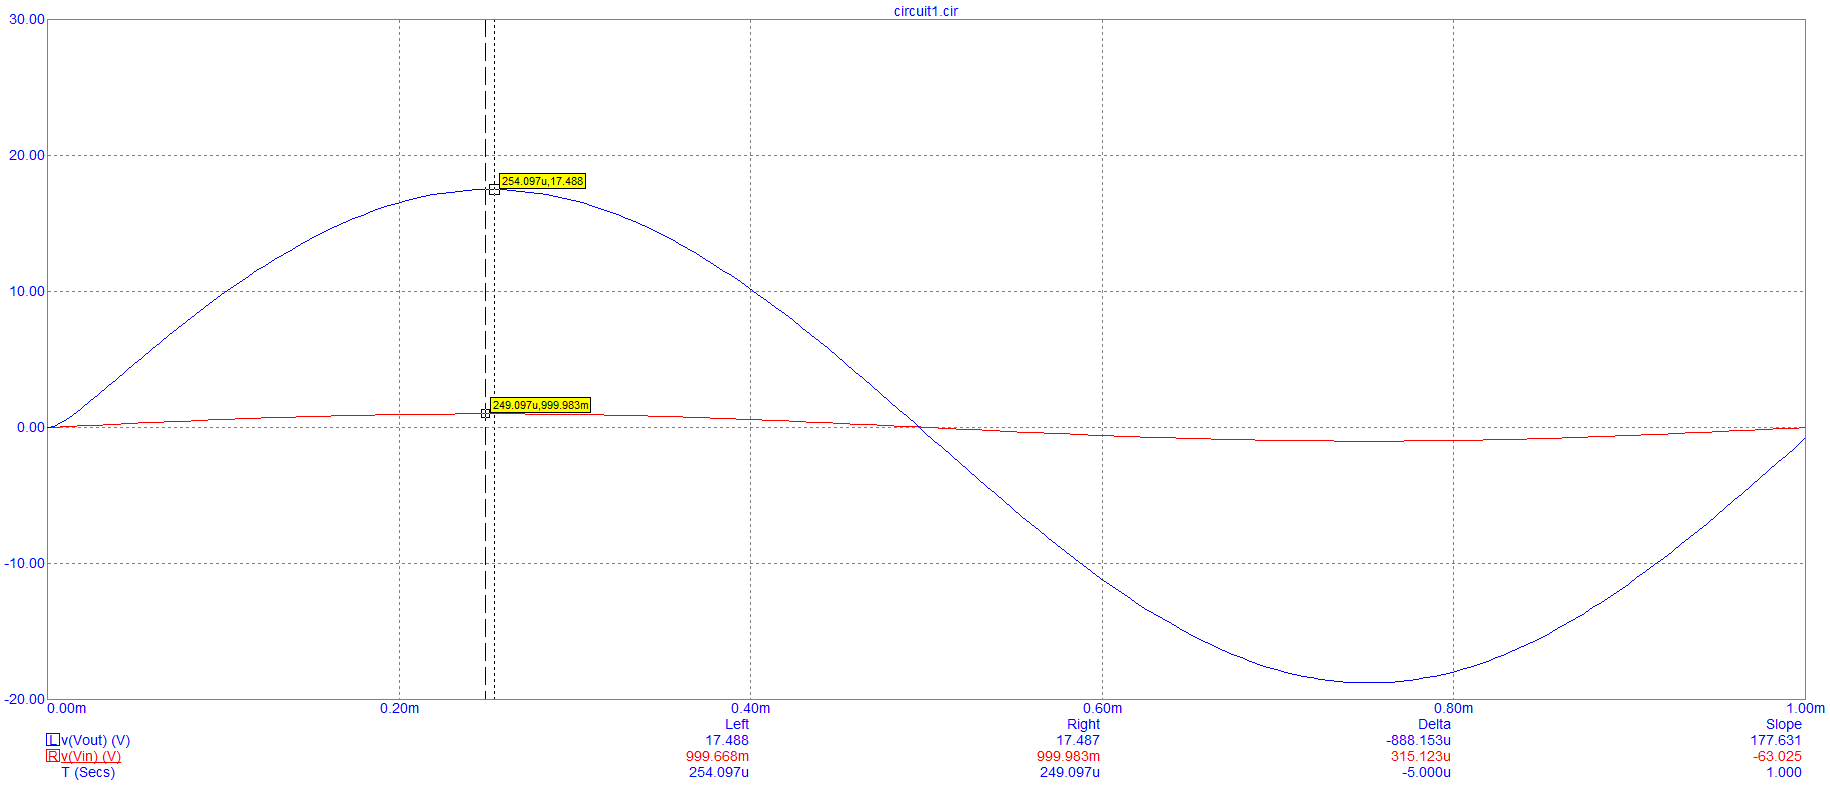 circuit1.cir
30.00
20.00
254.097u,17.488
10.00
249.097u,999.983m
0.00
-10.00
-20.00
0.00m 0.20m 0.40m 0.60m 0.80m 1.00m
Left Right Delta Slope
L v(Vout) (V) 17.488 17.487 -888.153u 177.631
R v(Vin) (V) 999.668m 999.983m 315.123u -63.025
T (Secs) 254.097u 249.097u -5.000u 1.000